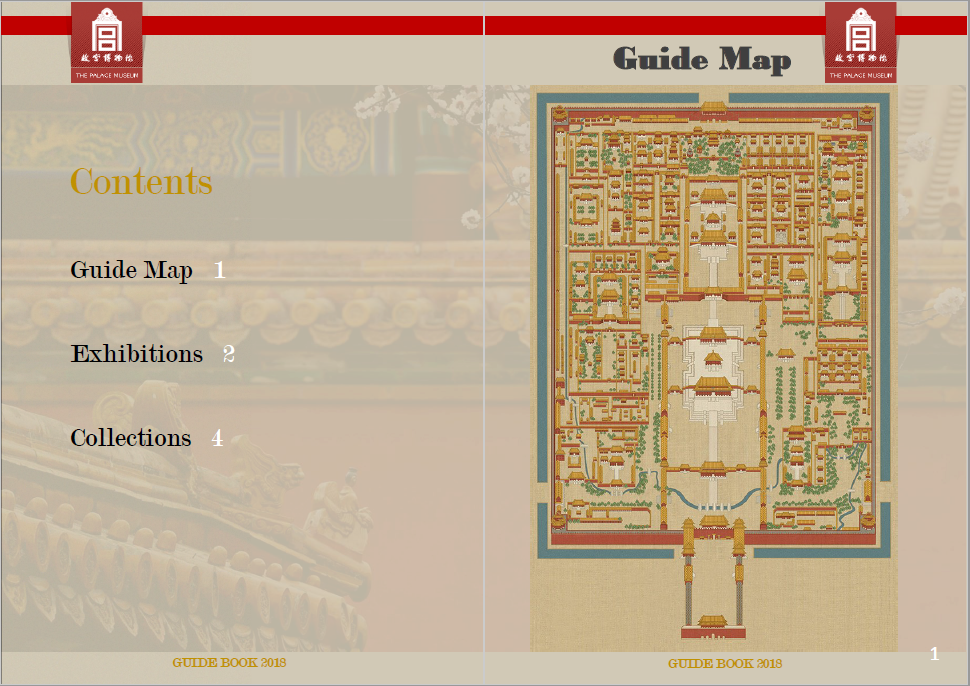 故宫博物院
THE PALACE MUSEUM
Contents
Guide Map 1
Exhibitions 2
Collections 4
GUIDE BOOK 2018
故宫博物院
THE PALACE MUSEUM
Guide Map
GUIDE BOOK 2018
1